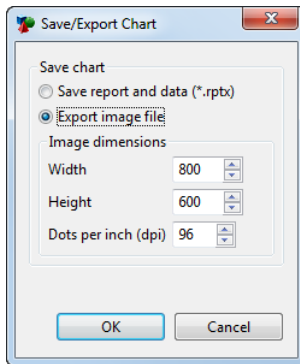 Save/Export Chart
Save chart
Save report and data (*.rptx)
Export image file
Image dimensions
Width 800
Height 600
Dots per inch (dpi) 96
OK Cancel